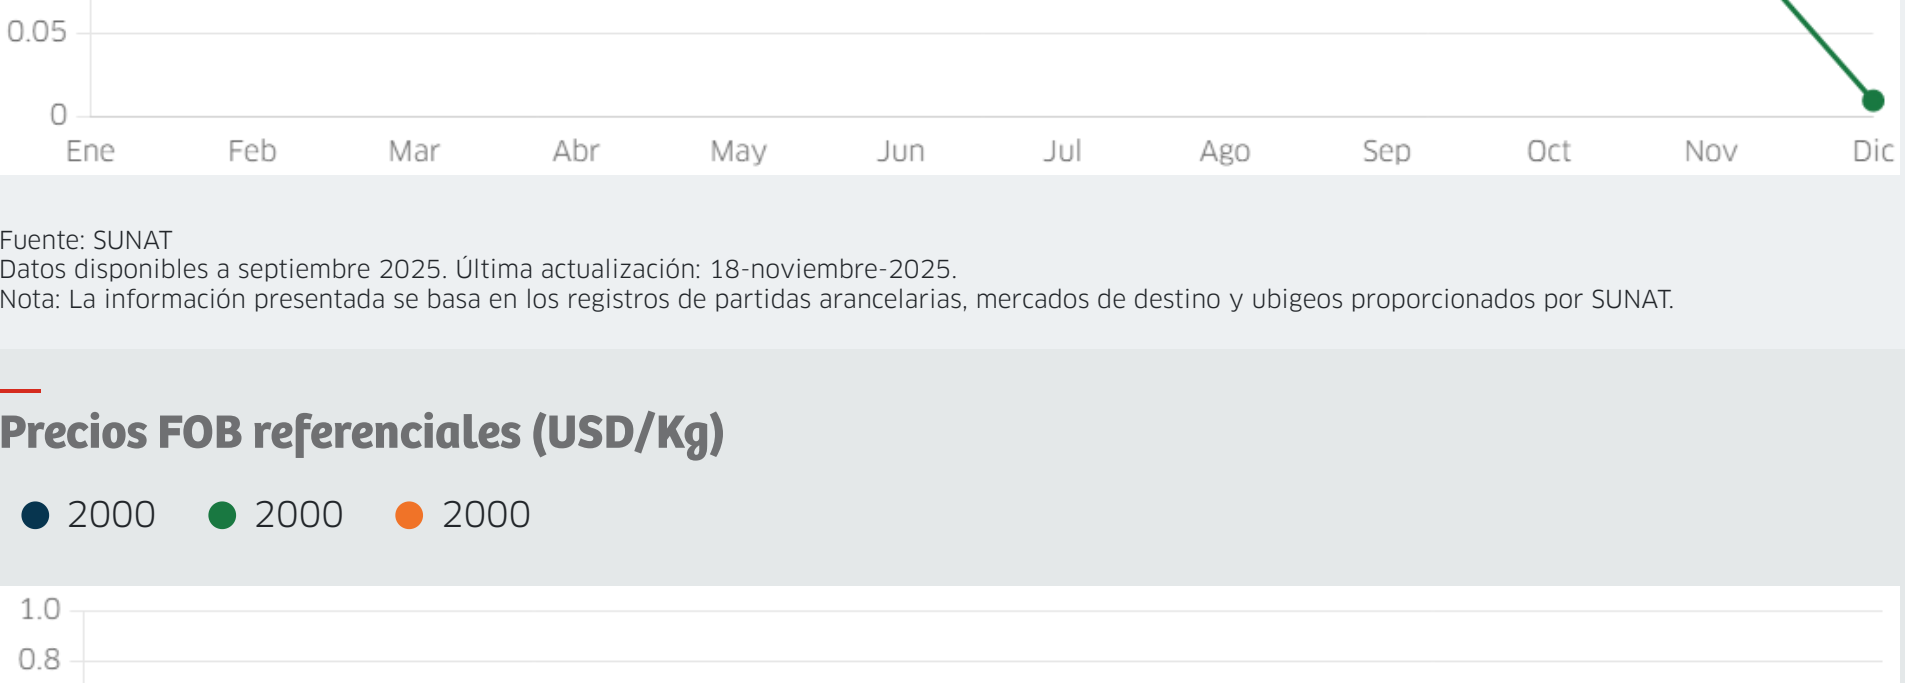 0.05
0
Ene Feb Mar Abr May Jun Jul Ago Sep Oct Nov Dic
Fuente: SUNAT
Datos disponibles a septiembre 2025. Última actualización: 18-noviembre-2025.
Nota: La información presentada se basa en los registros de partidas arancelarias, mercados de destino y ubigeos proporcionados por SUNAT.
Precios FOB referenciales (USD/Kg)
2000 2000 2000
1.0
0.8